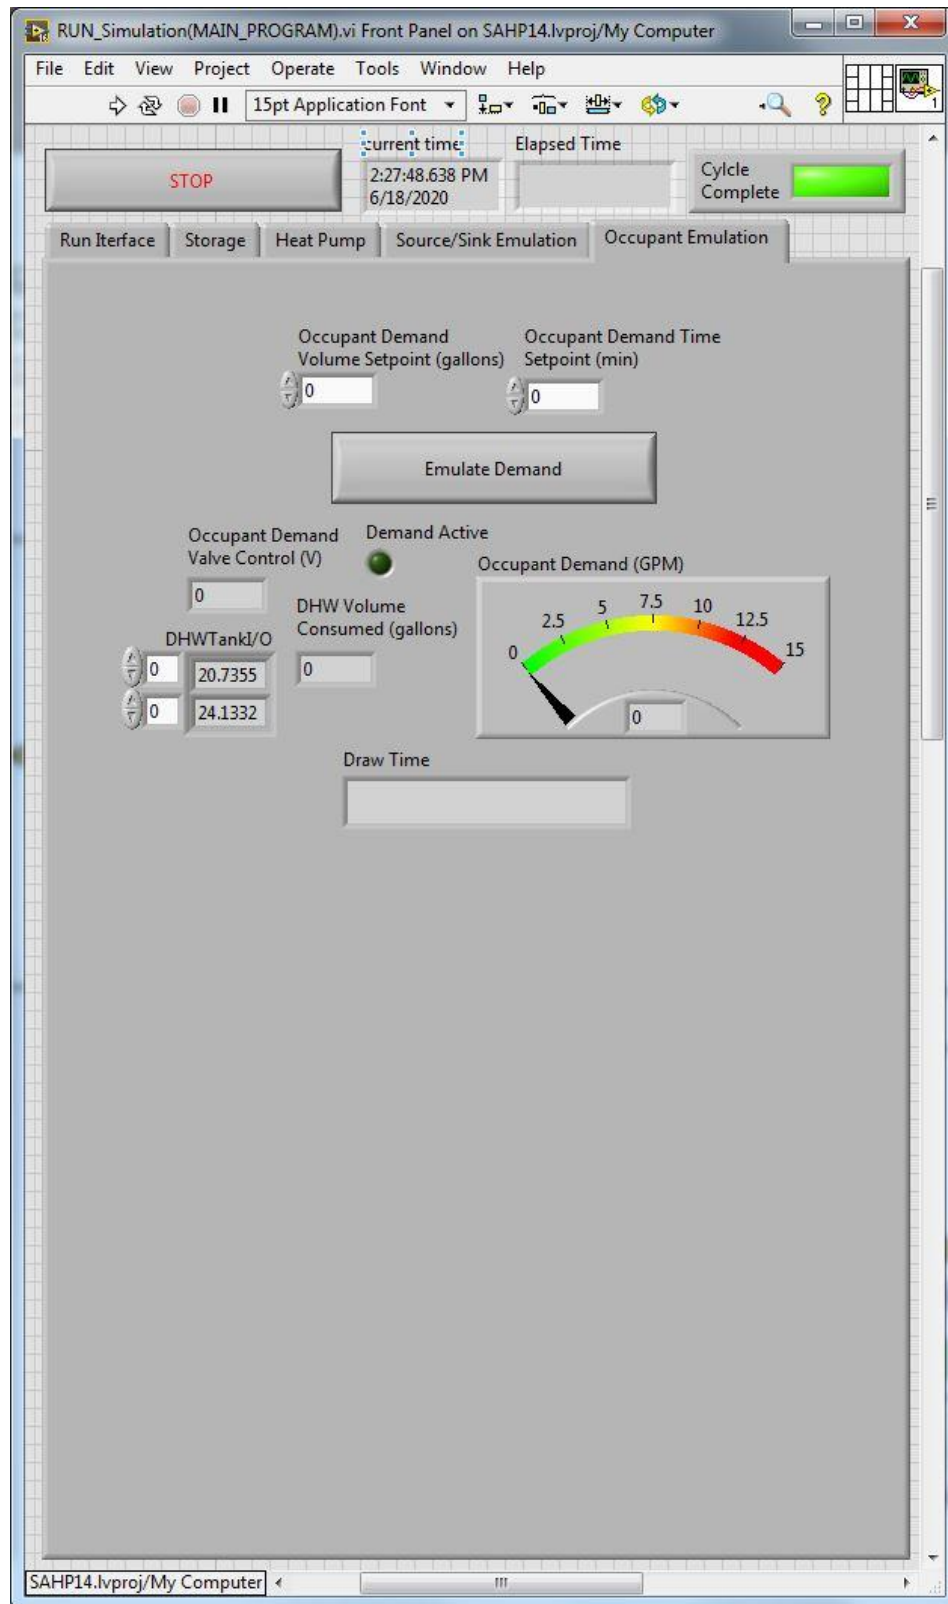 RUN_Simulation(MAIN_PROGRAM).vi Front Panel on SAHP14.lvproj/My Computer
File Edit View Project Operate Tools Window Help
15pt Application Font
1
STOP
current time
2:27:48.638 PM
6/18/2020
Elapsed Time
Cylcle
Complete
Run Iterface Storage Heat Pump Source/Sink Emulation Occupant Emulation
Occupant Demand
Volume Setpoint (gallons)
0
Occupant Demand Time
Setpoint (min)
0
Emulate Demand
Occupant Demand
Valve Control (V)
0
Demand Active
DHW Volume
Consumed (gallons)
0
DHWTankI/O
0 20.7355
0 24.1332
Occupant Demand (GPM)
0 2.5 5 7.5 10 12.5 15
0
Draw Time
SAHP14.lvproj/My Computer